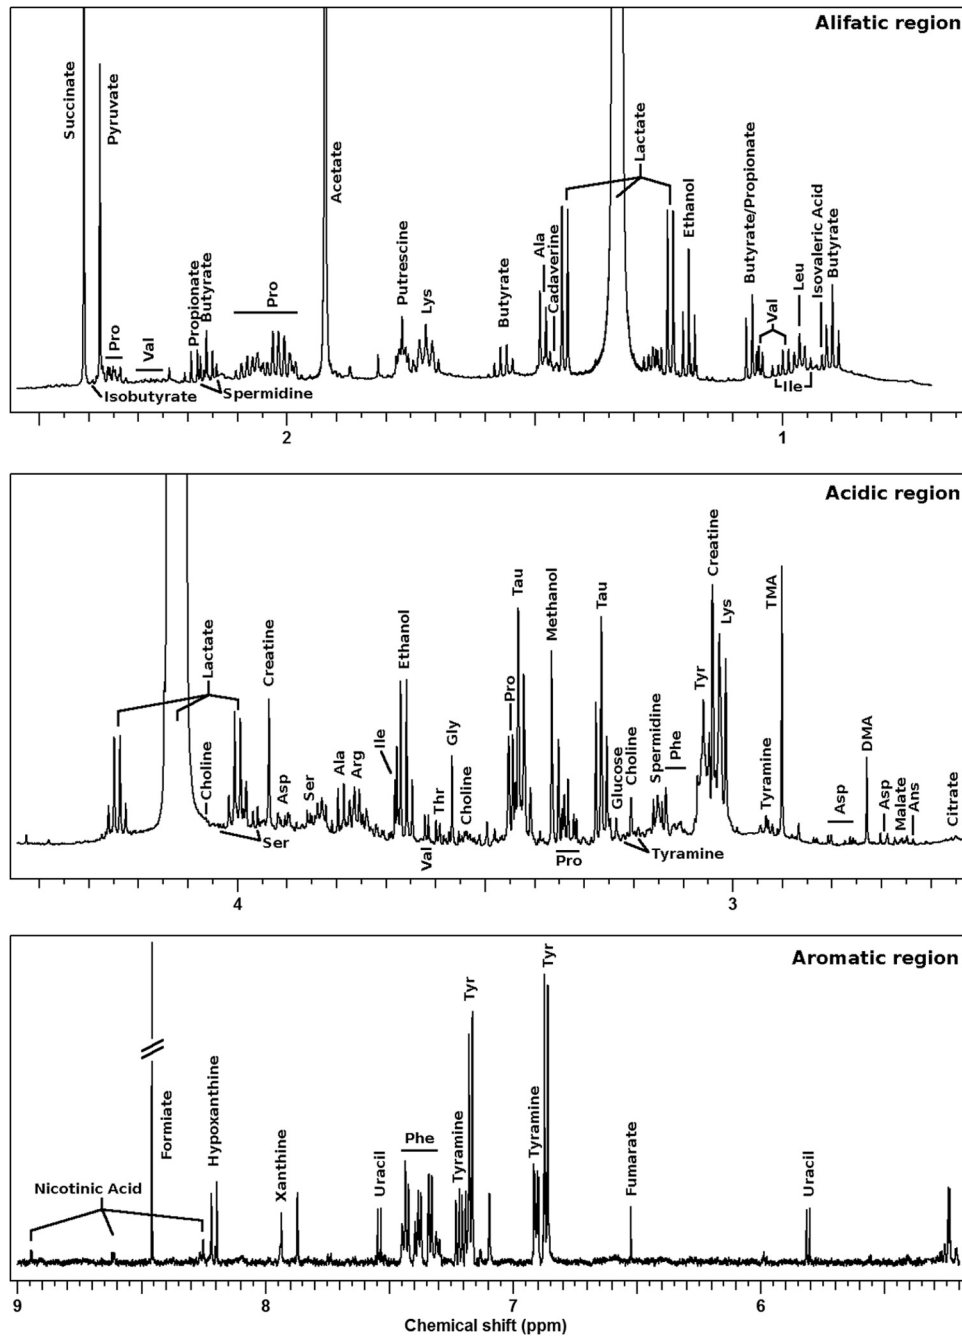 Alifatic region
Succinate
Pyruvate
Isobutyrate
Pro
Val
Propionate
Butyrate
Spermidine
Pro
Acetate
Putrescine
Lys
Butyrate
Ala
Cadaverine
Lactate
Ethanol
Butyrate/Propionate
Val
Ile
Leu
Isovaleric Acid
Butyrate
2
1
Acidic region
Lactate
Choline
Ser
Creatine
Asp
Ser
Ala
Arg
Ile
Ethanol
Val
Thr
Gly
Choline
Pro
Tau
Methanol
Pro
Tau
Glucose
Choline
Tyramine
Spermidine
Phe
Tyr
Creatine
Lys
TMA
Tyramine
Asp
DMA
Asp
Malate
Ans
Citrate
4
3
Aromatic region
Nicotinic Acid
Formiate
Hypoxanthine
Xanthine
Uracil
Phe
Tyramine
Tyr
Tyramine
Tyr
Fumarate
Uracil
9
8
7
6
Chemical shift (ppm)